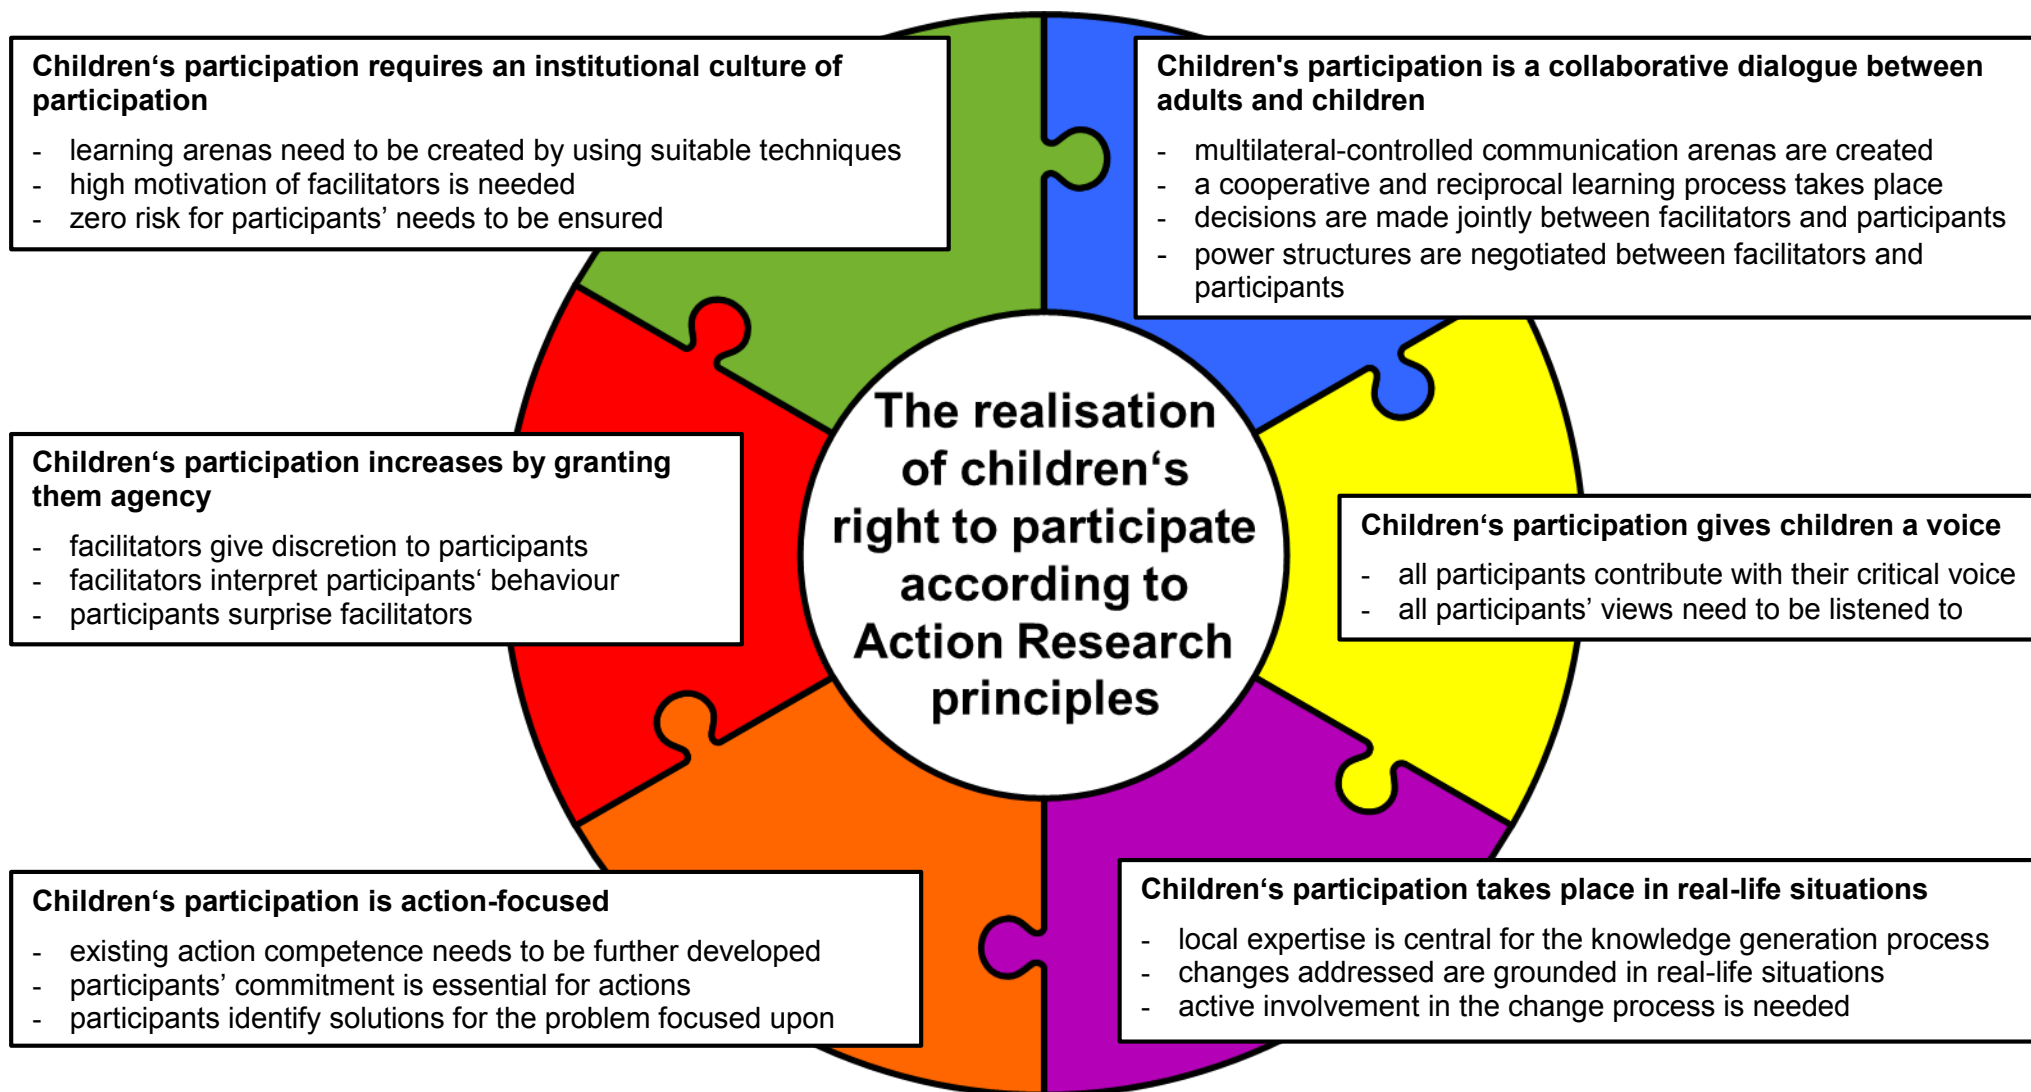 Children‘s participation requires an institutional culture of
participation
- learning arenas need to be created by using suitable techniques
- high motivation of facilitators is needed
- zero risk for participants’ needs to be ensured
Children's participation is a collaborative dialogue between
adults and children
- multilateral-controlled communication arenas are created
- a cooperative and reciprocal learning process takes place
- decisions are made jointly between facilitators and participants
- power structures are negotiated between facilitators and
participants
Children‘s participation increases by granting
them agency
- facilitators give discretion to participants
- facilitators interpret participants‘ behaviour
- participants surprise facilitators
The realisation
of children‘s
right to participate
according to
Action Research
principles
Children‘s participation gives children a voice
- all participants contribute with their critical voice
- all participants’ views need to be listened to
Children‘s participation is action-focused
- existing action competence needs to be further developed
- participants’ commitment is essential for actions
- participants identify solutions for the problem focused upon
Children‘s participation takes place in real-life situations
- local expertise is central for the knowledge generation process
- changes addressed are grounded in real-life situations
- active involvement in the change process is needed